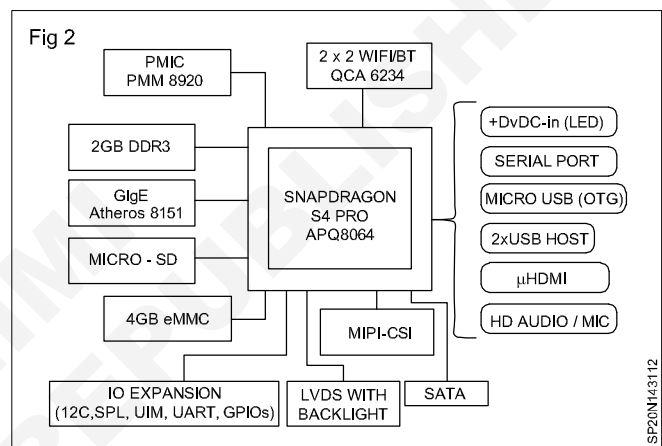 Fig 2
PMIC
PMM 8920
2 x 2 WIFI/BT
QCA 6234
2GB DDR3
GIgE
Atheros 8151
MICRO - SD
4GB eMMC
SNAPDRAGON
S4 PRO
APQ8064
+DvDC-in (LED)
SERIAL PORT
MICRO USB (OTG)
2xUSB HOST
µHDMI
HD AUDIO / MIC
MIPI-CSI
IO EXPANSION
(12C,SPL, UIM, UART, GPIOs)
LVDS WITH
BACKLIGHT
SATA
SP20N143112